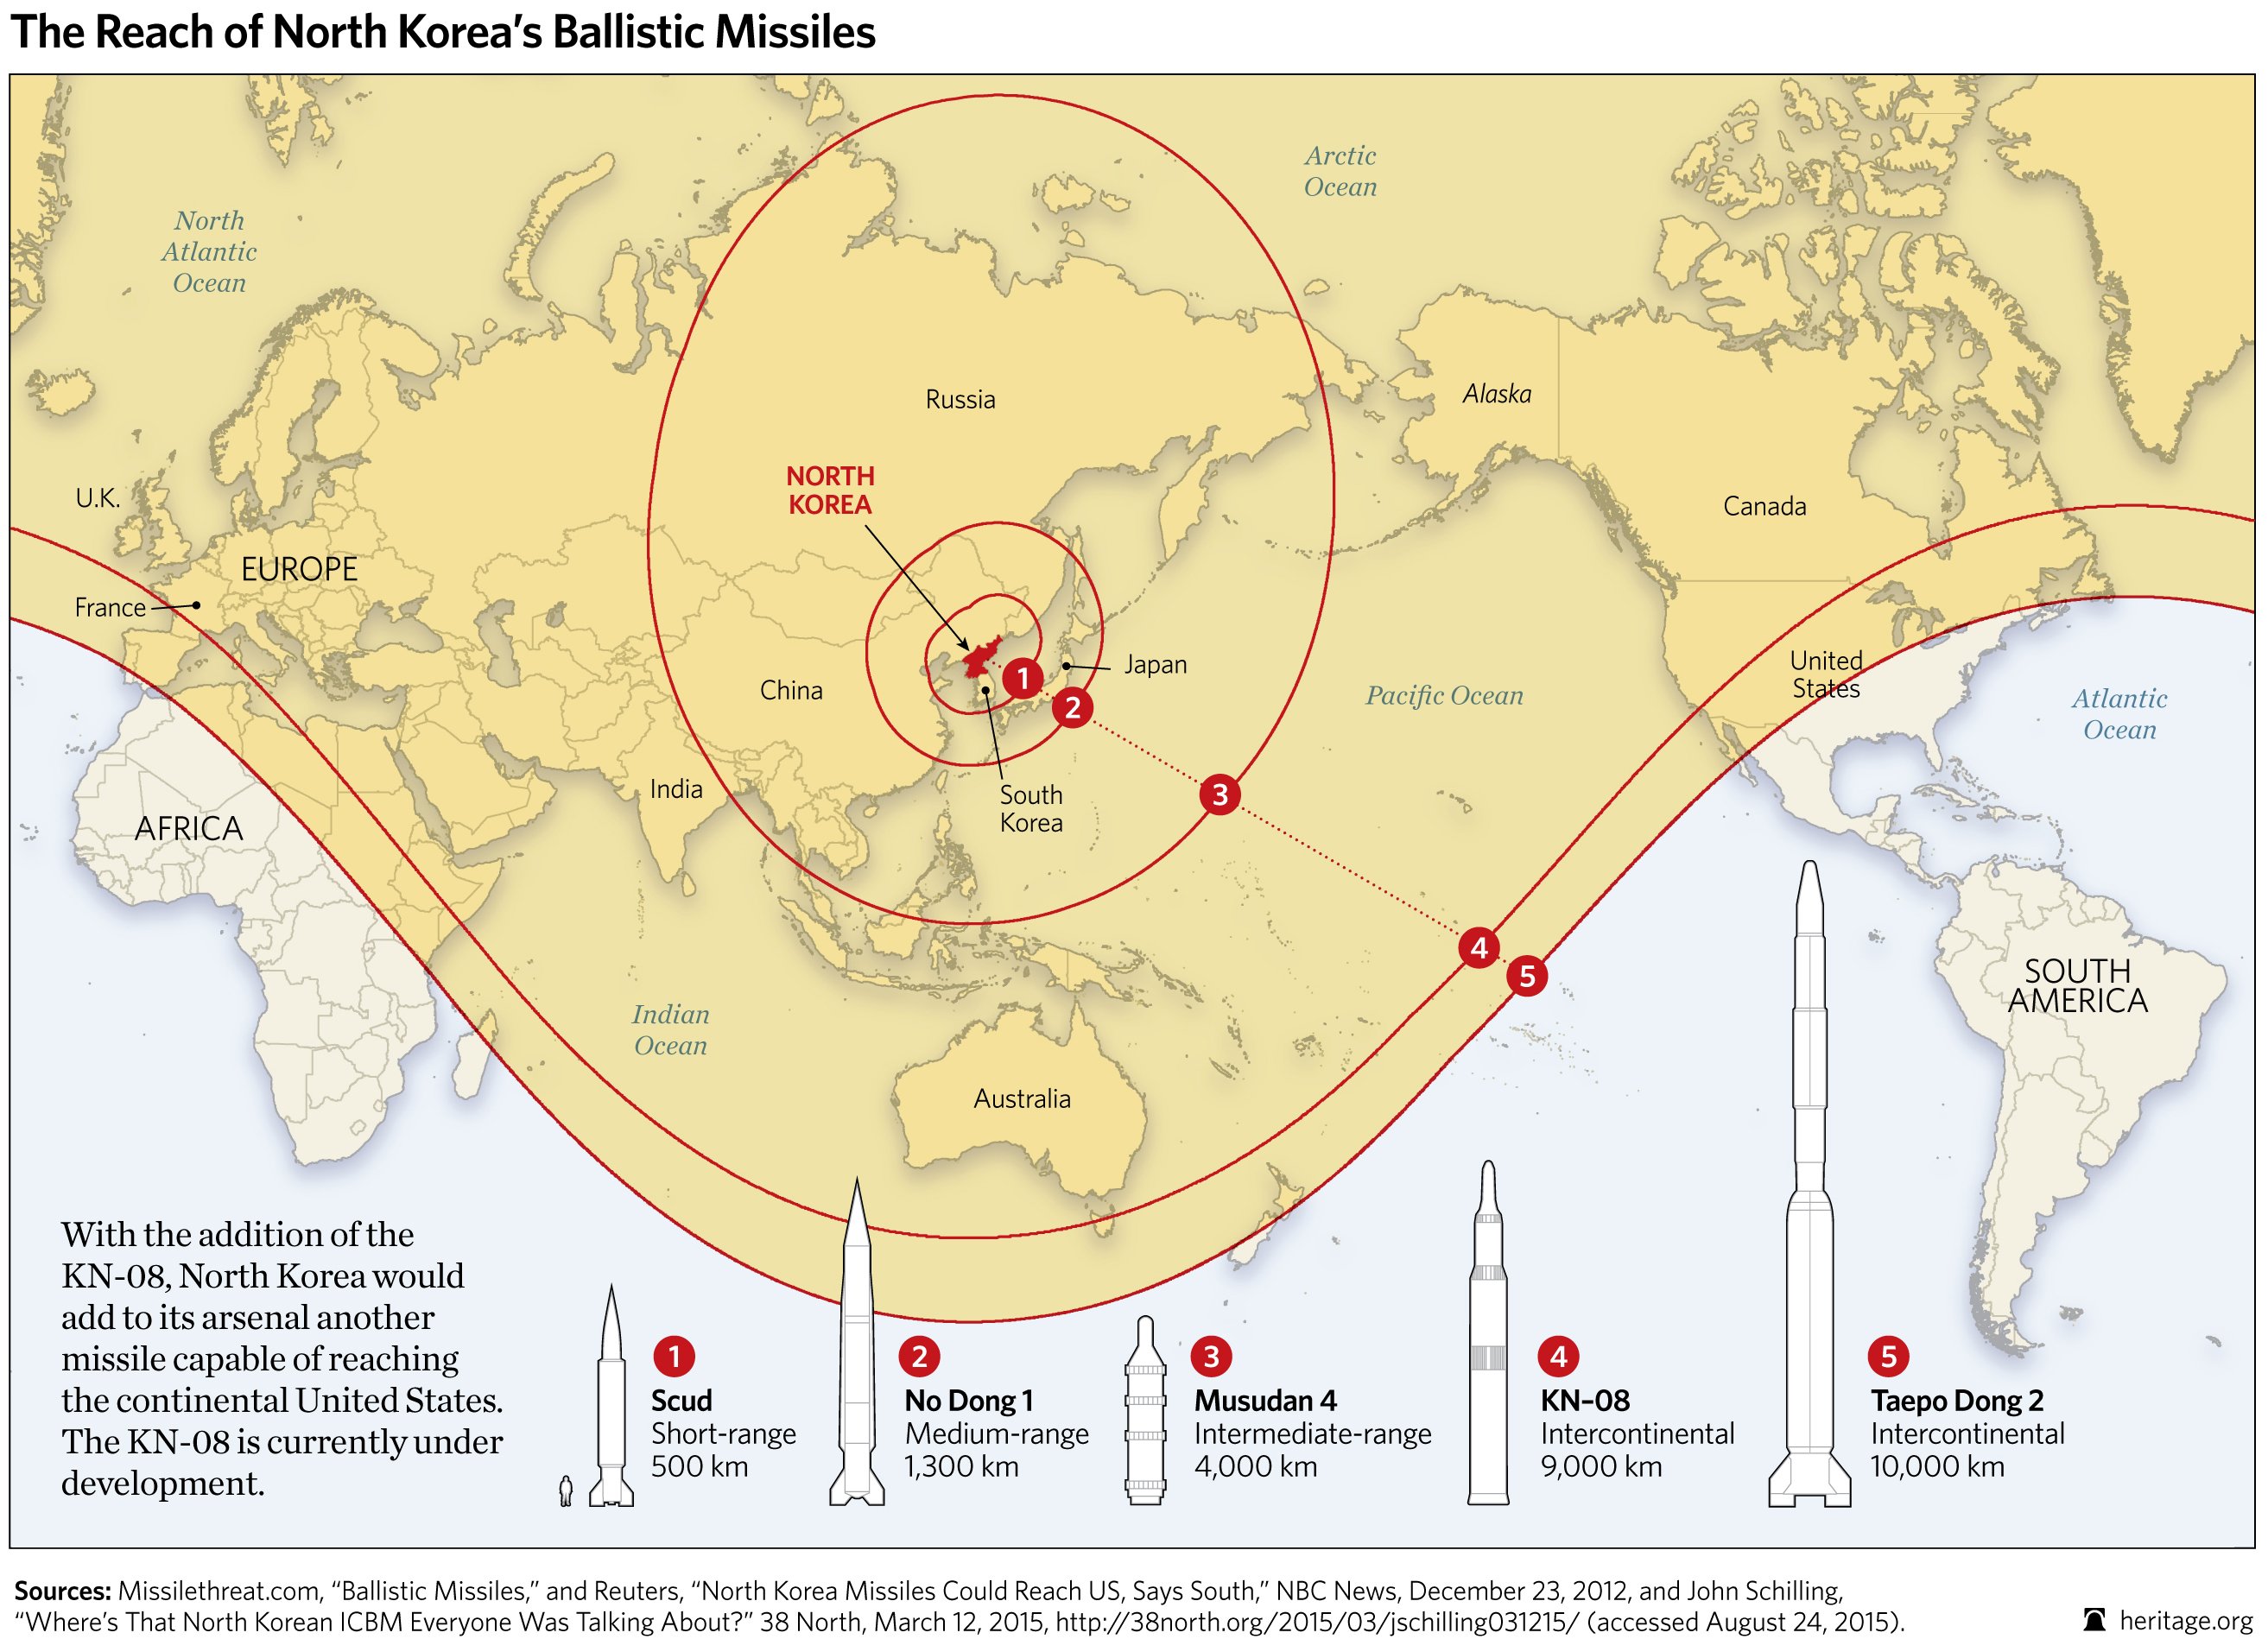 The Reach of North Korea’s Ballistic Missiles
Arctic
Ocean
North
Atlantic
Ocean
Russia
Alaska
NORTH
KOREA
U.K.
Canada
EUROPE
France
Japan
1
2
China
United
States
Pacific Ocean
Atlantic
Ocean
India
3
South
Korea
AFRICA
4
5
SOUTH
AMERICA
Indian
Ocean
Australia
With the addition of the
KN-08, North Korea would
add to its arsenal another
missile capable of reaching
the continental United States.
The KN-08 is currently under
development.
1
Scud
Short-range
500 km
2
No Dong 1
Medium-range
1,300 km
3
Musudan 4
Intermediate-range
4,000 km
4
KN–08
Intercontinental
9,000 km
5
Taepo Dong 2
Intercontinental
10,000 km
Sources: Missilethreat.com, “Ballistic Missiles,” and Reuters, “North Korea Missiles Could Reach US, Says South,” NBC News, December 23, 2012, and John Schilling,
“Where’s That North Korean ICBM Everyone Was Talking About?” 38 North, March 12, 2015, http://38north.org/2015/03/jschilling031215/ (accessed August 24, 2015).
heritage.org